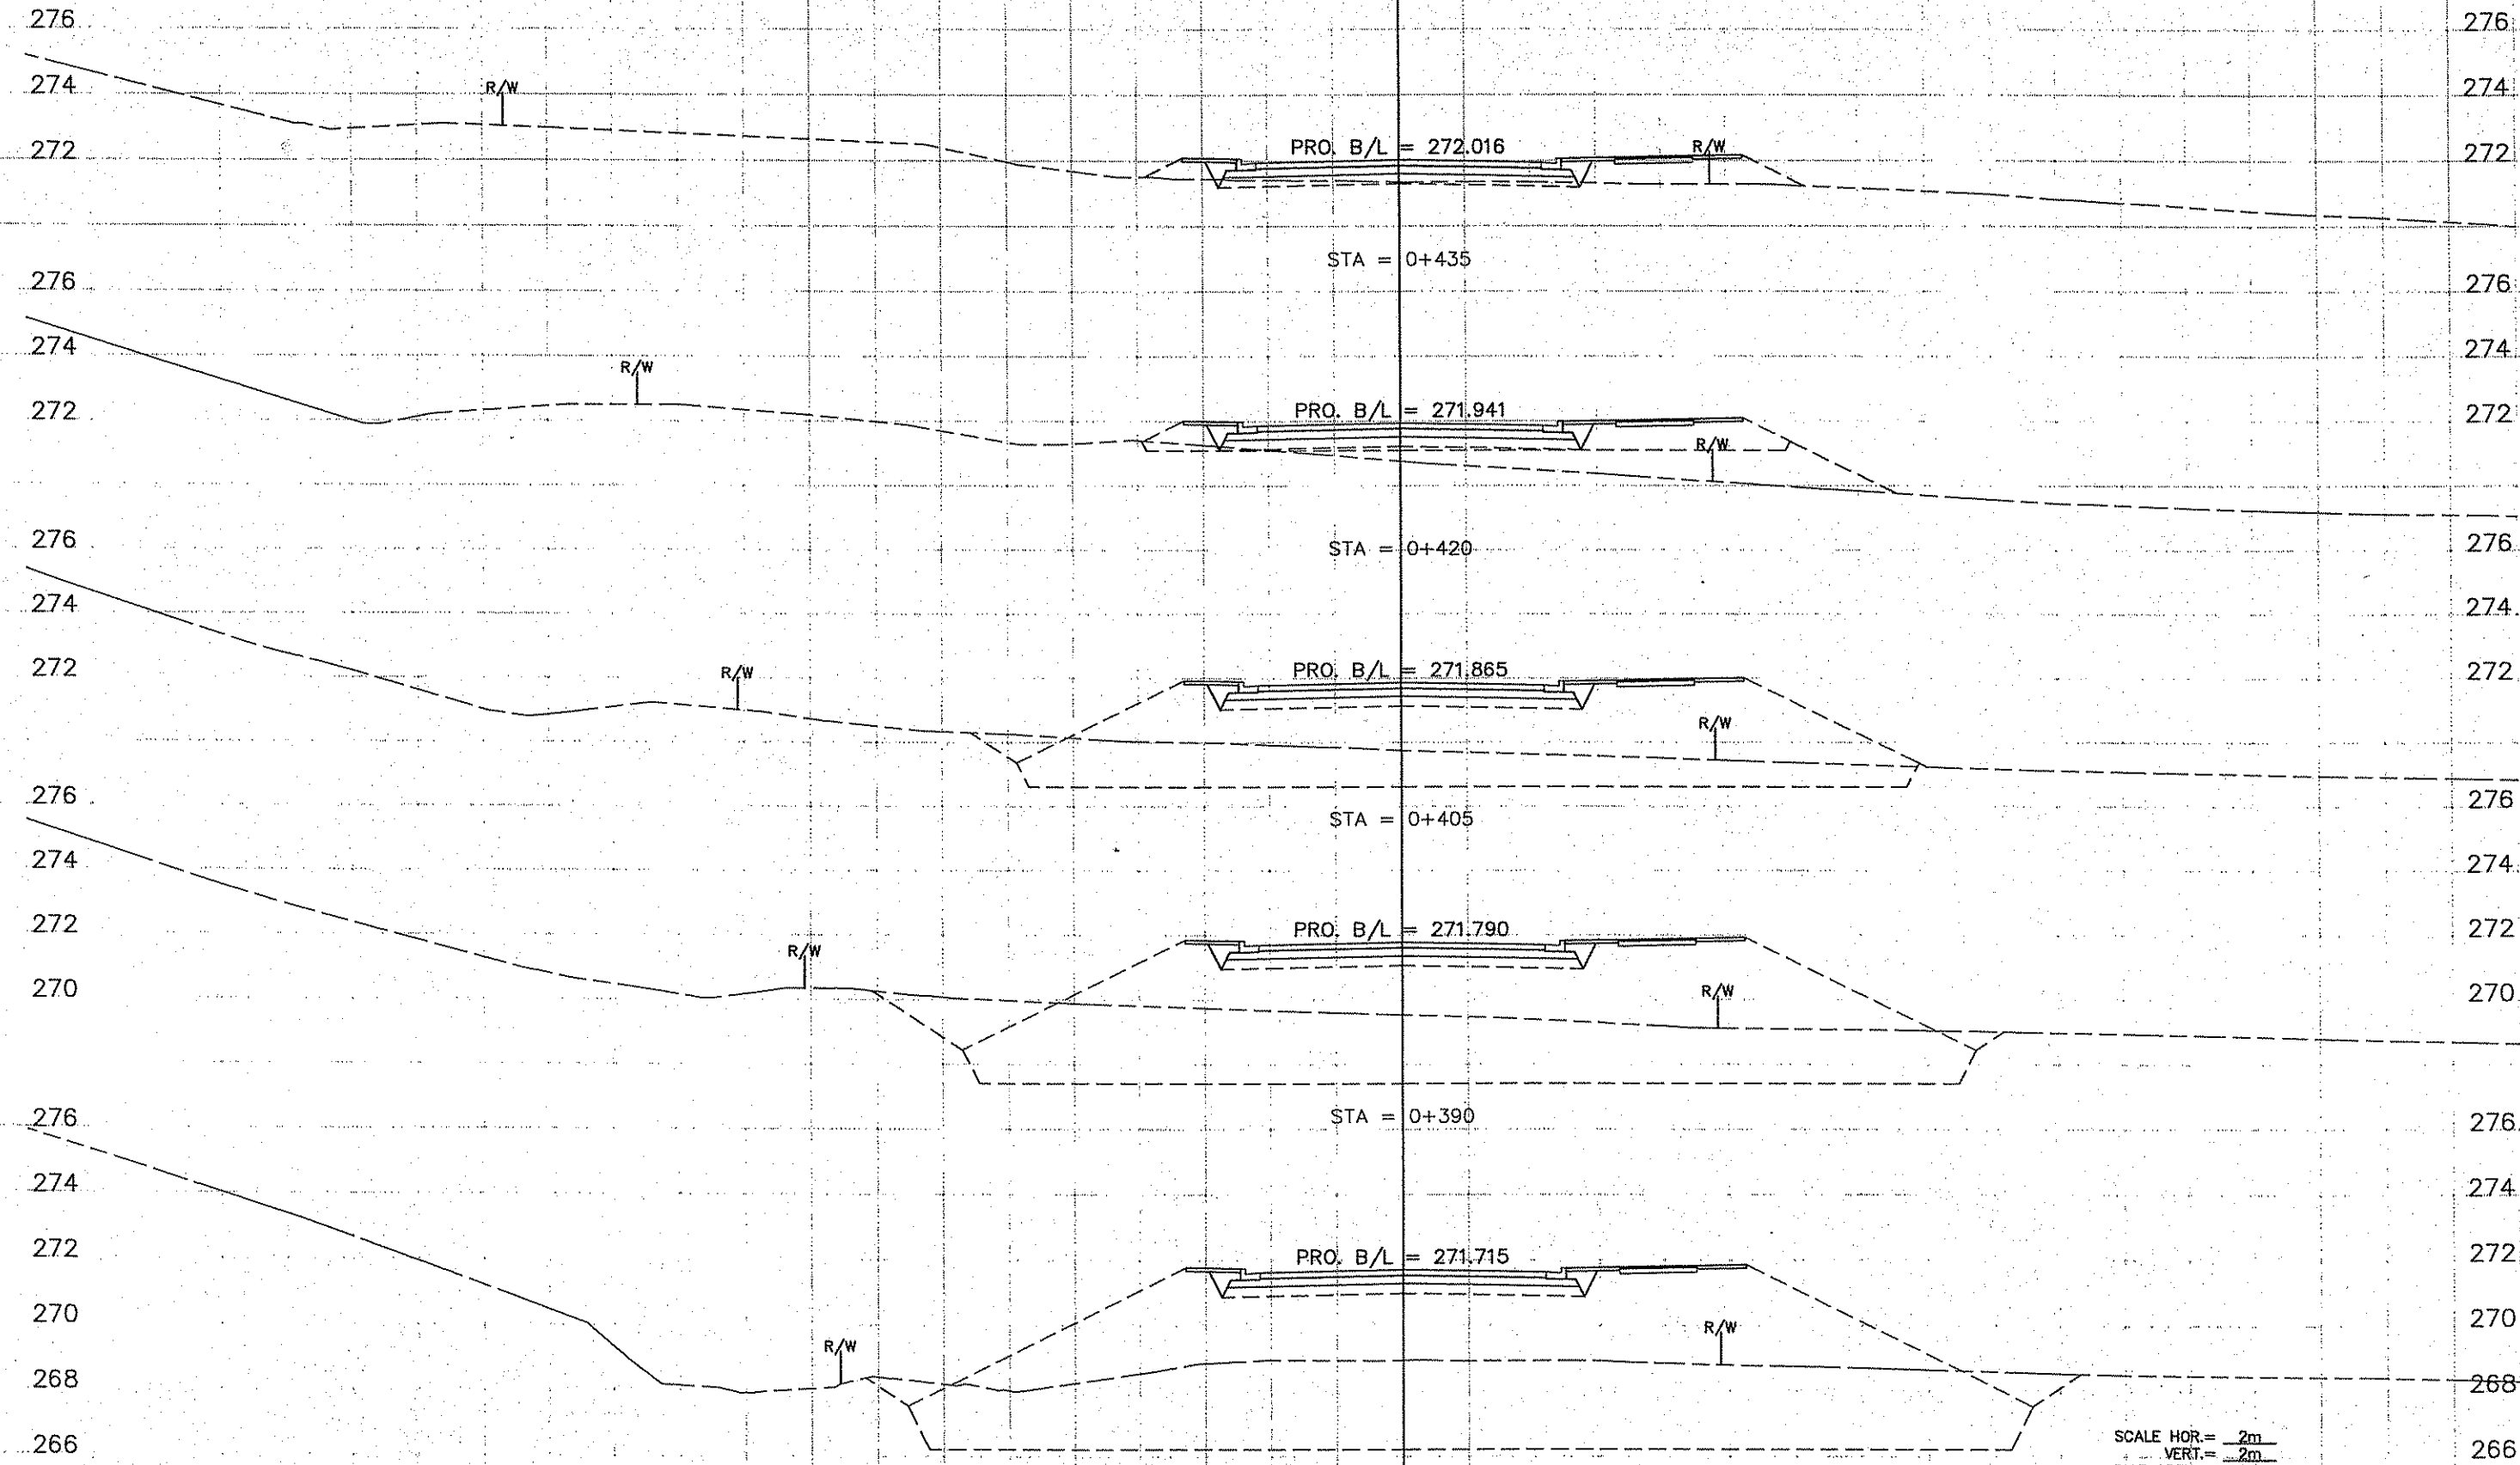 276 276
274 R/W 274
272 PRO. B/L = 272.016 R/W 272
STA = 0+435
276 276
274 274
R/W
272 PRO. B/L = 271.941 272
R/W
276 STA = 0+420 276
274 274
272 R/W PRO. B/L = 271.865 272
R/W
276 276
STA = 0+405
274 274
272 PRO. B/L = 271.790 272
R/W
270 R/W 270
276 STA = 0+390 276
274 274
272 PRO. B/L = 271.715 272
270 270
R/W
R/W
268 268
SCALE HOR.= 2m
266 VERT.= 2m 266